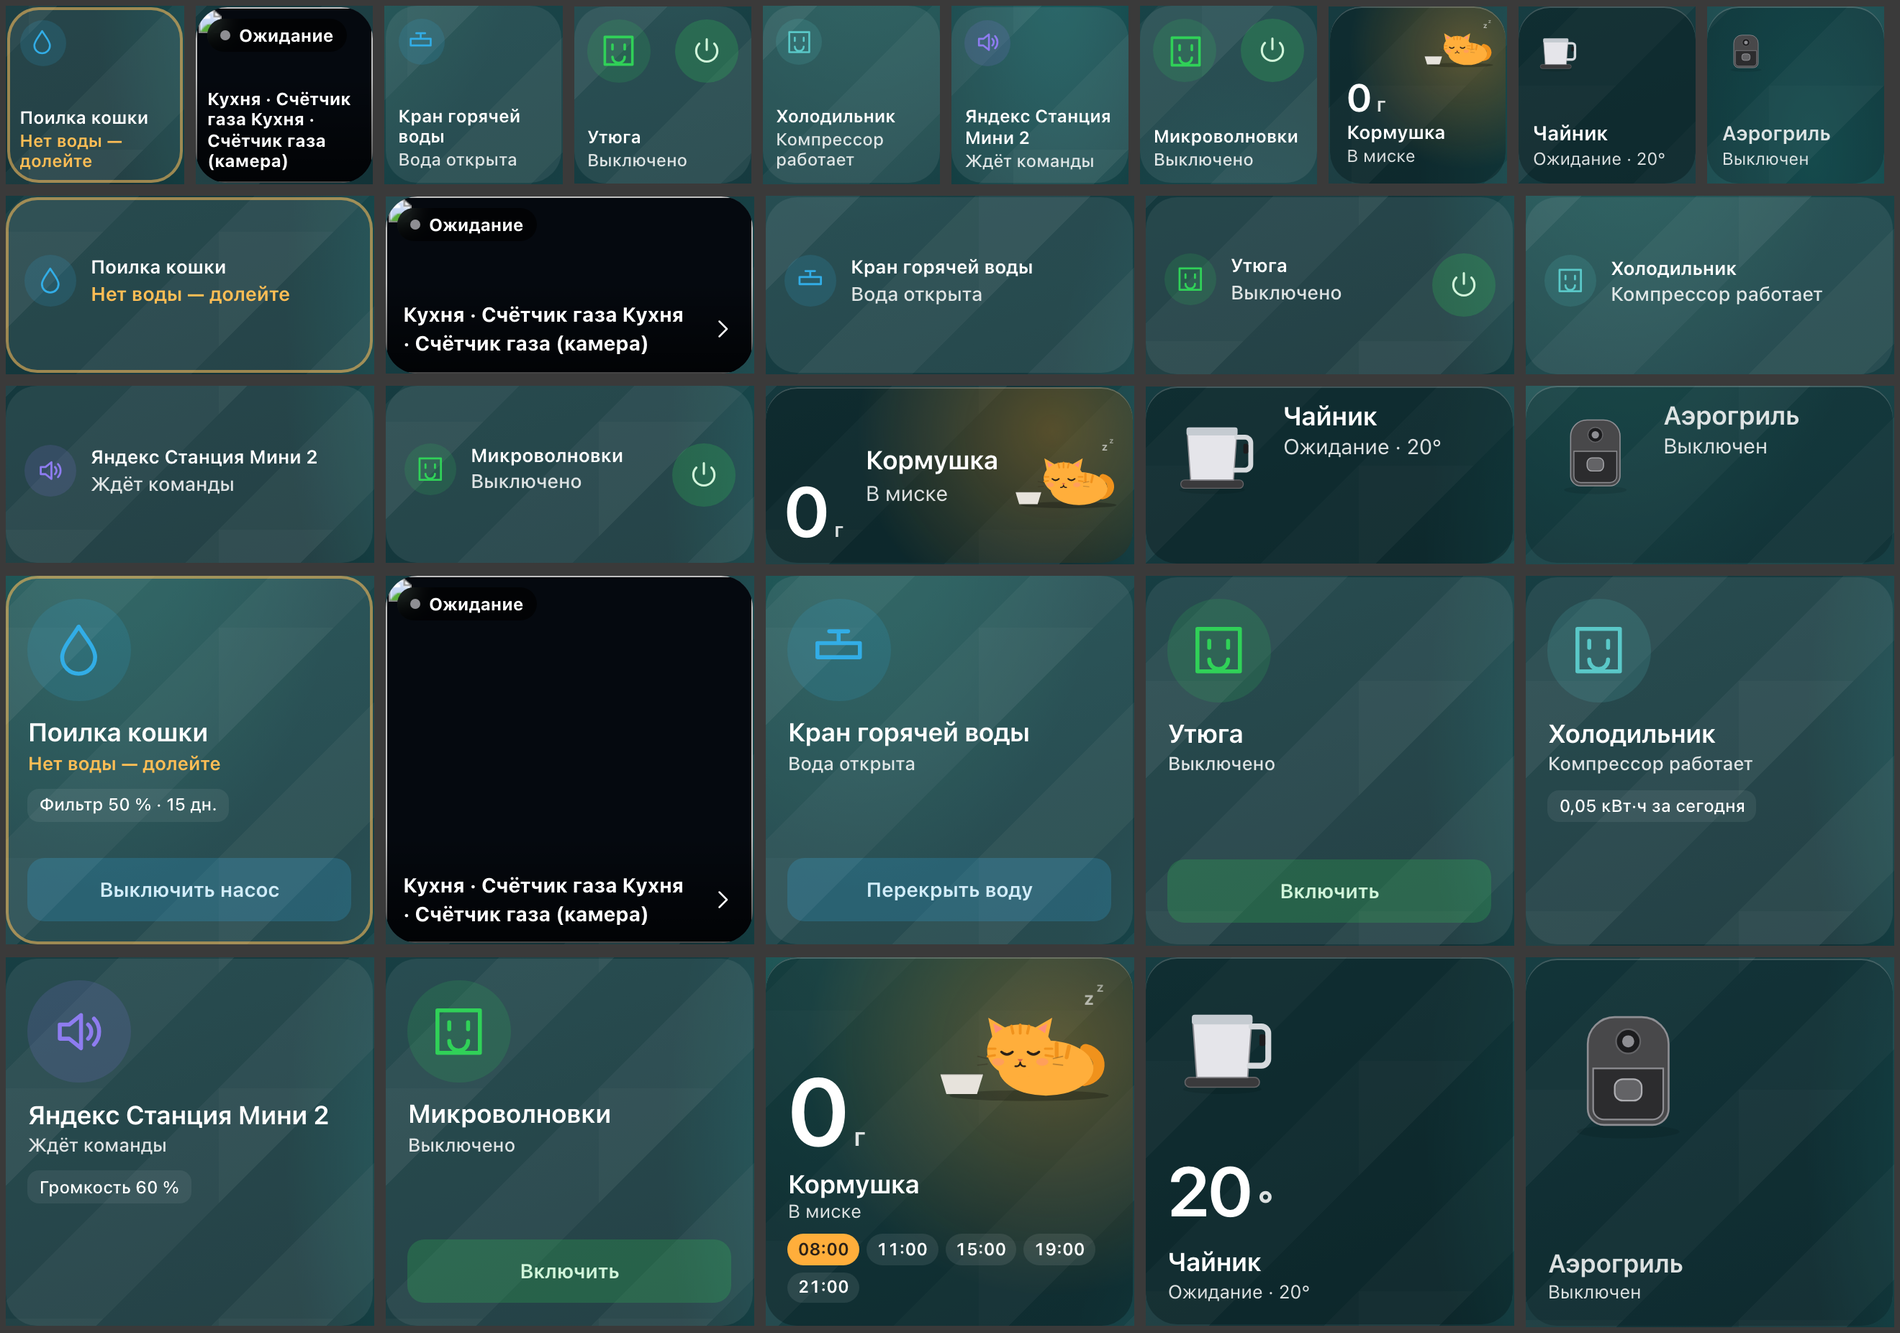 Поилка кошки
Нет воды —
долейте
Ожидание
Кухня · Счётчик
газа Кухня ·
Счётчик газа
(камера)
Кран горячей
воды
Вода открыта
Утюга
Выключено
Холодильник
Компрессор
работает
Яндекс Станция
Мини 2
Ждёт команды
Микроволновки
Выключено
z z
0 г
Кормушка
В миске
Чайник
Ожидание · 20°
Аэрогриль
Выключен
Поилка кошки
Нет воды — долейте
Ожидание
Кухня · Счётчик газа Кухня
· Счётчик газа (камера)
Кран горячей воды
Вода открыта
Утюга
Выключено
Холодильник
Компрессор работает
Яндекс Станция Мини 2
Ждёт команды
Микроволновки
Выключено
0 г
Кормушка
В миске
z z
Чайник
Ожидание · 20°
Аэрогриль
Выключен
Поилка кошки
Нет воды — долейте
Фильтр 50 % · 15 дн.
Выключить насос
Ожидание
Кухня · Счётчик газа Кухня
· Счётчик газа (камера)
Кран горячей воды
Вода открыта
Перекрыть воду
Утюга
Выключено
Включить
Холодильник
Компрессор работает
0,05 кВт·ч за сегодня
Яндекс Станция Мини 2
Ждёт команды
Громкость 60 %
Микроволновки
Выключено
Включить
z z
0 г
Кормушка
В миске
08:00 11:00 15:00 19:00
21:00
20°
Чайник
Ожидание · 20°
Аэрогриль
Выключен